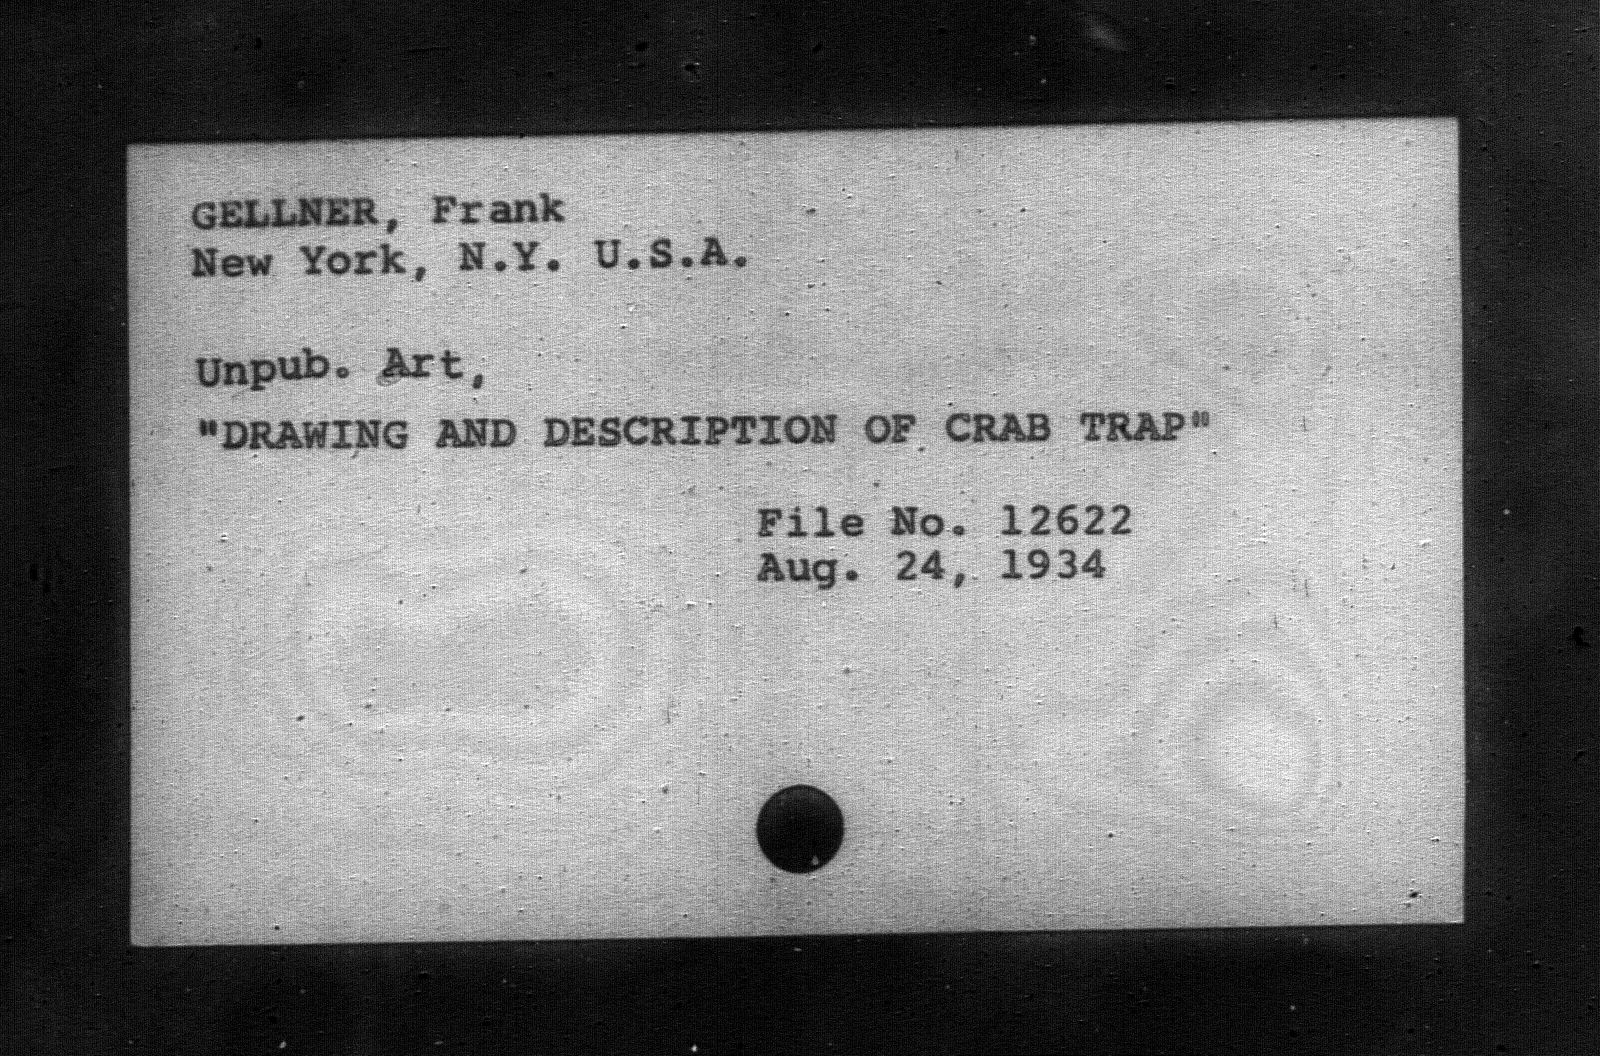 GELLNER, Frank
New York, N.Y. U.S.A.
Unpub. Art,
"DRAWING AND DESCRIPTION OF CRAB TRAP"
File No. 12622
Aug. 24, 1934